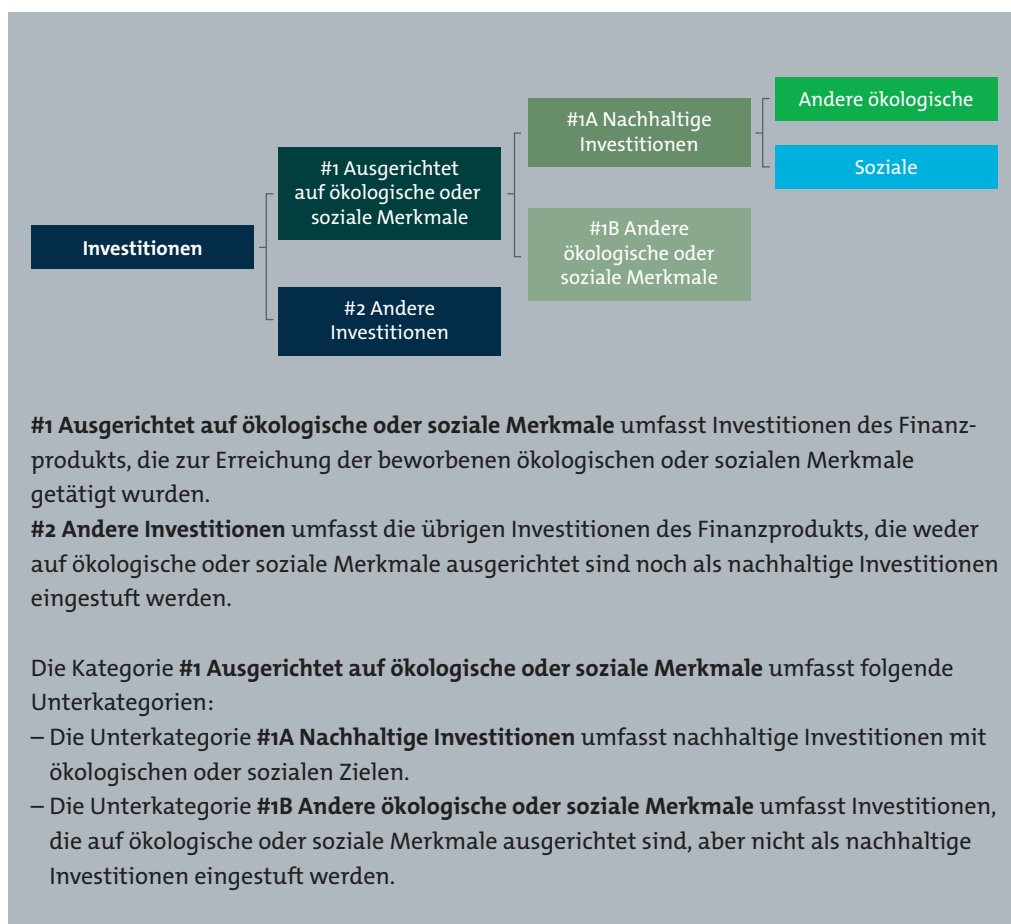 Andere ökologische
#1A Nachhaltige
Investitionen
Soziale
#1 Ausgerichtet
auf ökologische oder
soziale Merkmale
#1B Andere
ökologische oder
soziale Merkmale
Investitionen
#2 Andere
Investitionen
#1 Ausgerichtet auf ökologische oder soziale Merkmale umfasst Investitionen des Finanz-
produkts, die zur Erreichung der beworbenen ökologischen oder sozialen Merkmale
getätigt wurden.
#2 Andere Investitionen umfasst die übrigen Investitionen des Finanzprodukts, die weder
auf ökologische oder soziale Merkmale ausgerichtet sind noch als nachhaltige Investitionen
eingestuft werden.
Die Kategorie #1 Ausgerichtet auf ökologische oder soziale Merkmale umfasst folgende
Unterkategorien:
– Die Unterkategorie #1A Nachhaltige Investitionen umfasst nachhaltige Investitionen mit
ökologischen oder sozialen Zielen.
– Die Unterkategorie #1B Andere ökologische oder soziale Merkmale umfasst Investitionen,
die auf ökologische oder soziale Merkmale ausgerichtet sind, aber nicht als nachhaltige
Investitionen eingestuft werden.